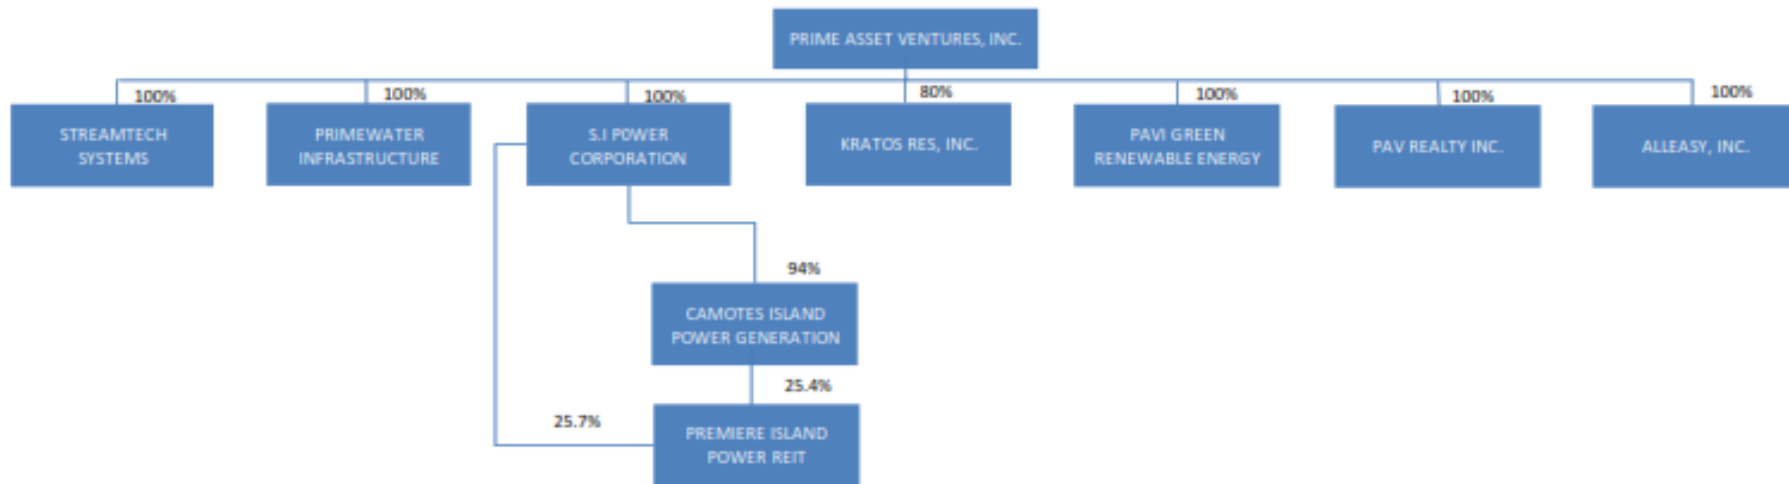 PRIME ASSET VENTURES, INC.
100%
100%
100%
80%
100%
100%
100%
STREAMTECH
SYSTEMS
PRIMEWATER
INFRASTRUCTURE
S.I POWER
CORPORATION
KRATOS RES, INC.
PAVI GREEN
RENEWABLE ENERGY
PAV REALTY INC.
ALLEASY, INC.
94%
CAMOTES ISLAND
POWER GENERATION
25.4%
25.7%
PREMIERE ISLAND
POWER REIT